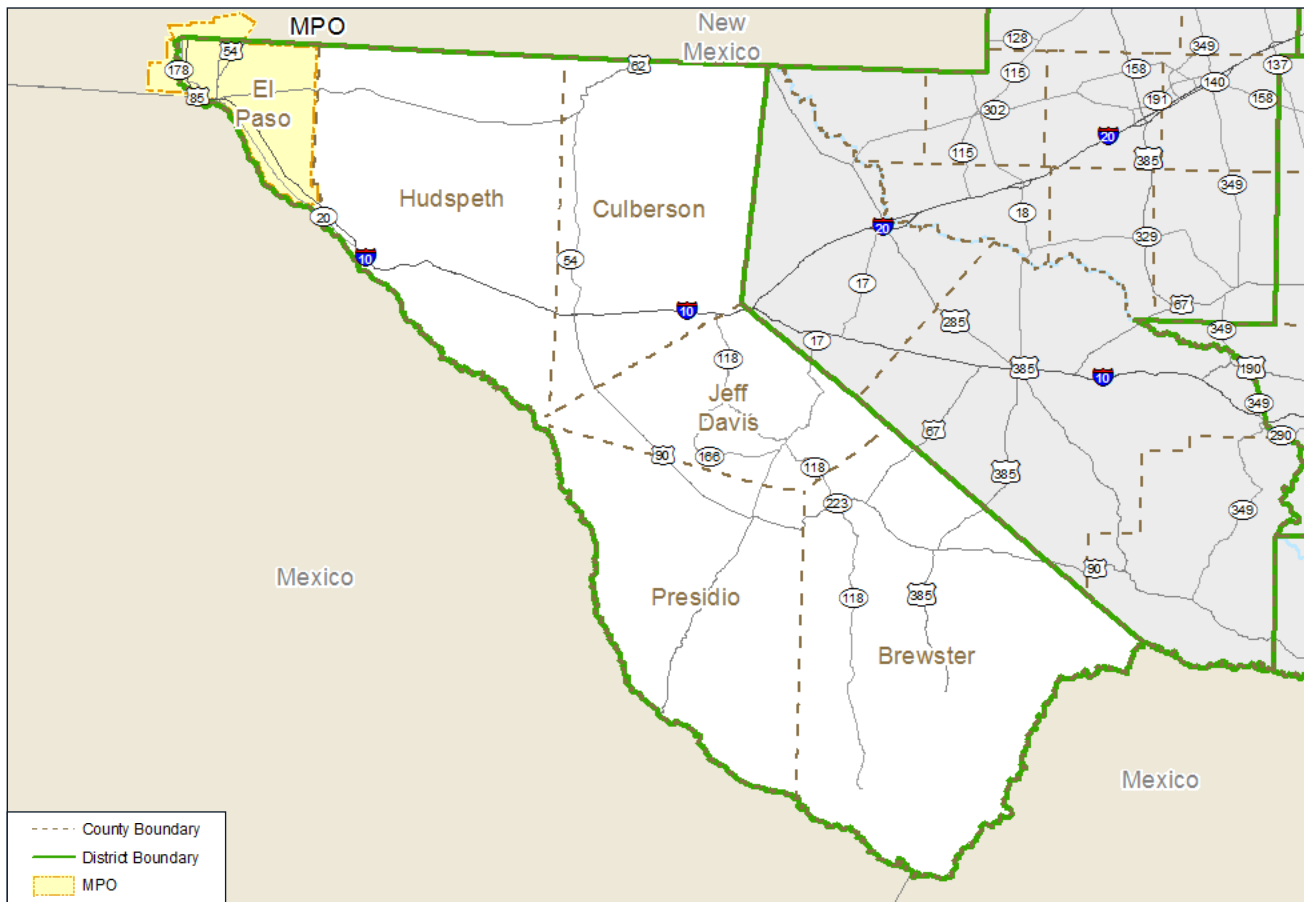 MPO
New
Mexico
128
349
54
62
115
158
137
178
140
85
El
Paso
191
158
302
20
115
385
349
Hudspeth
Culberson
20
18
20
329
10
54
17
67
10
285
349
17
118
385
190
10
Jeff
Davis
349
67
290
90
166
118
385
223
349
Mexico
90
Presidio
118
385
Brewster
Mexico
County Boundary
District Boundary
MPO